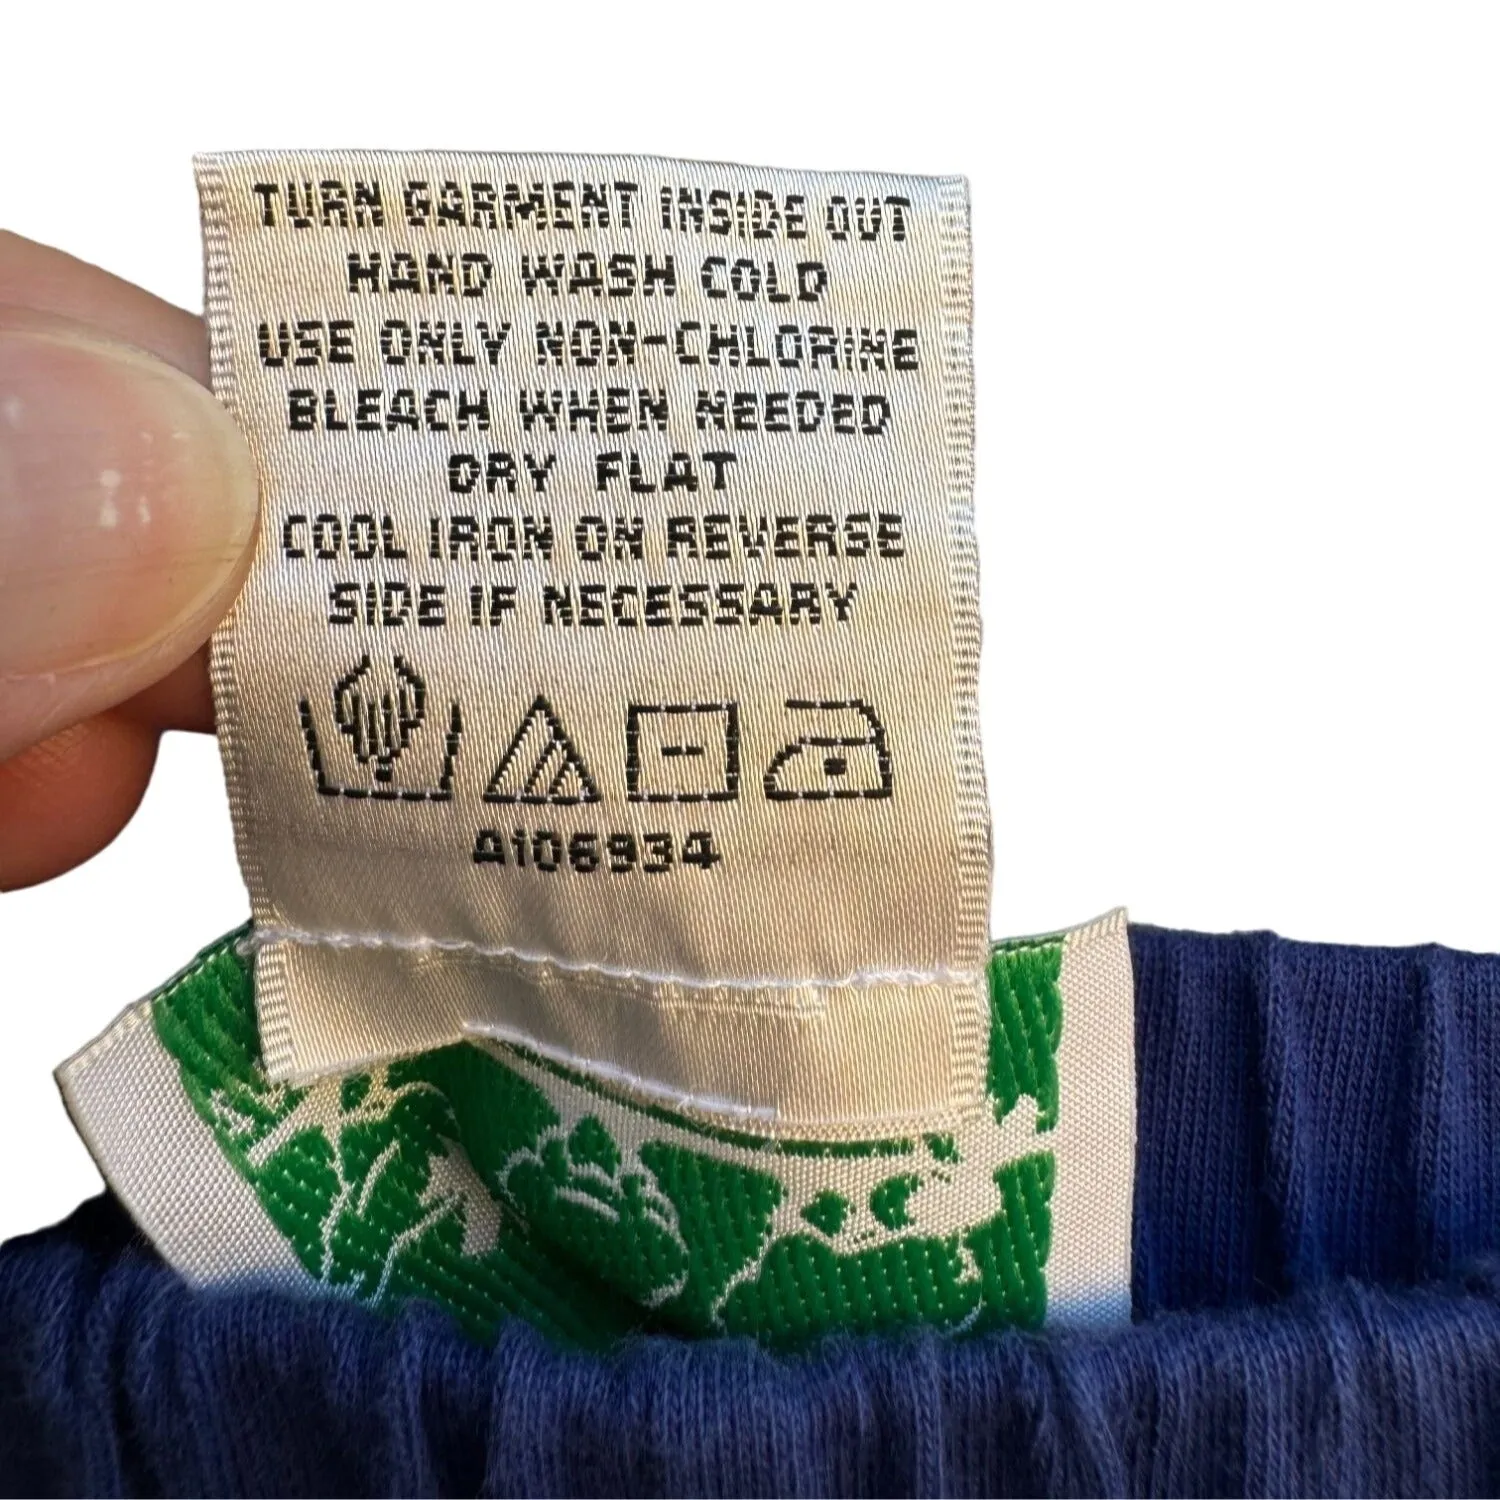 TURN GARMENT INSIDE OUT
HAND WASH COLD
USE ONLY NON-CHLORINE
BLEACH WHEN NEEDED
DRY FLAT
COOL IRON ON REVERSE
SIDE IF NECESSARY
A106934